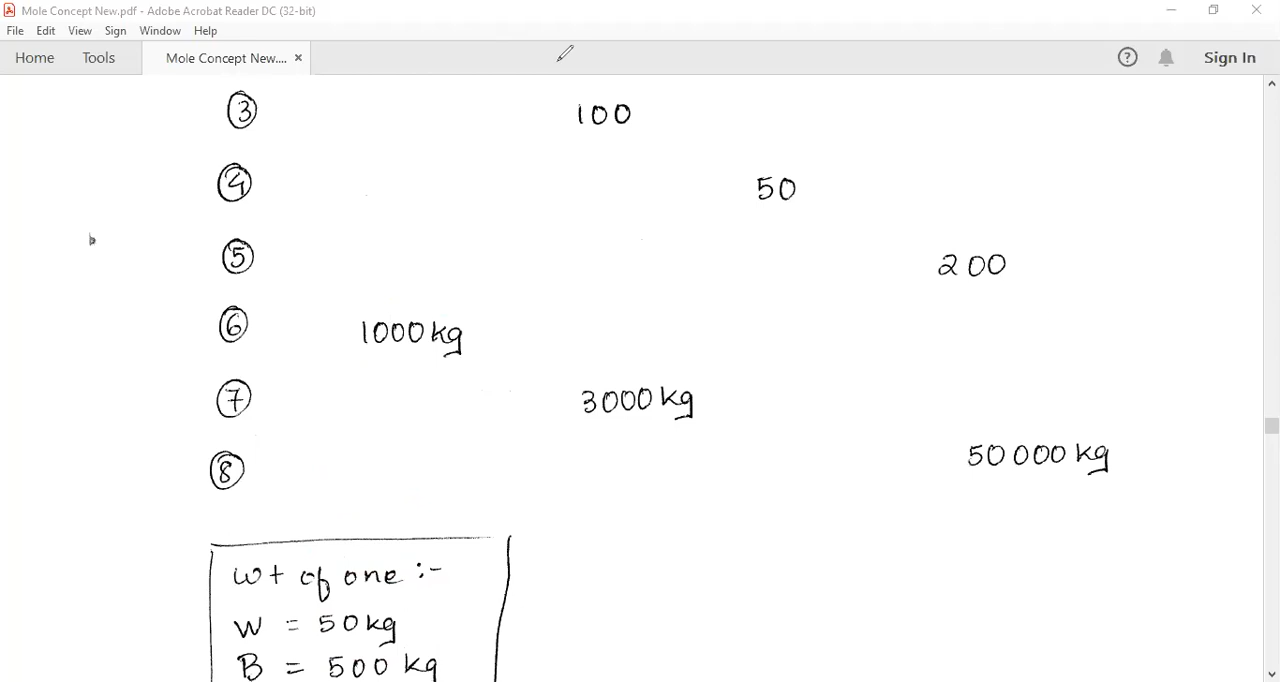 Mole Concept New.pdf - Adobe Acrobat Reader DC (32-bit)
File Edit View Sign Window Help
Home Tools Mole Concept New.... × Sign In
3 100
4 50
5 200
6 1000 kg
7 3000 kg
8 50 000 kg
wt of one :-
W = 50 kg
B = 500 kg